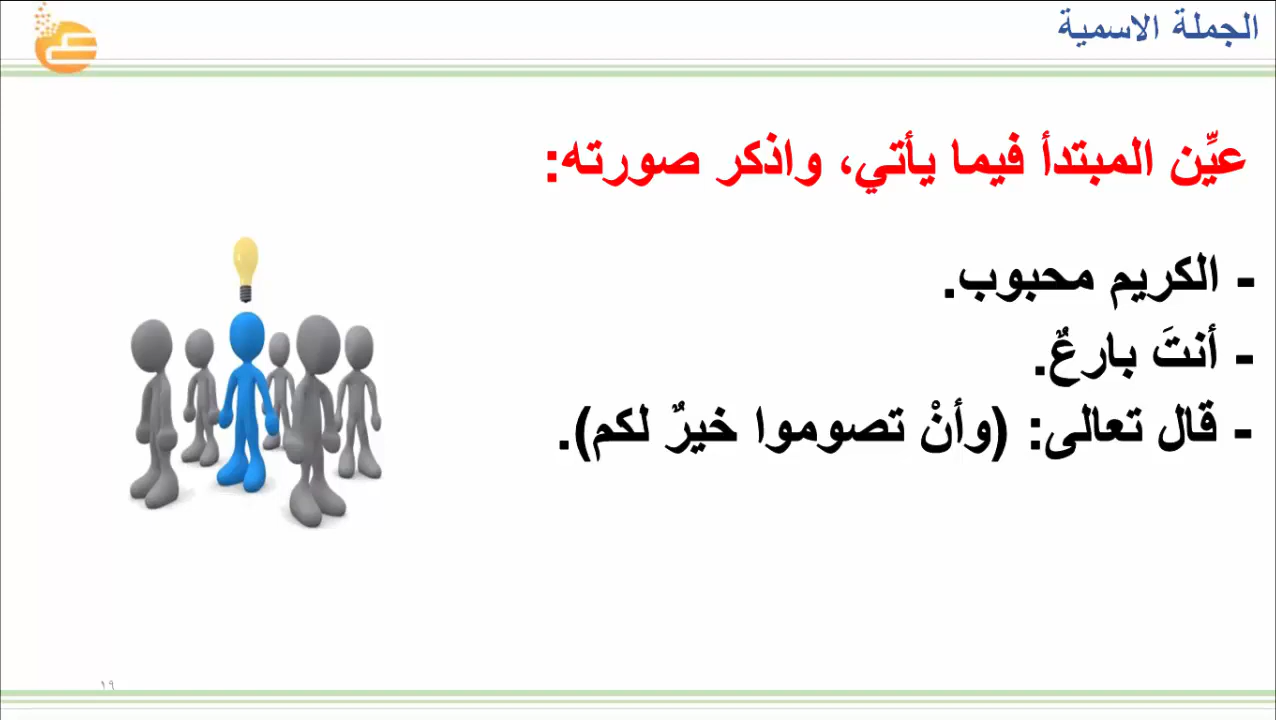 الجملة الاسمية
عيِّن المبتدأ فيما يأتي، واذكر صورته:
- الكريم محبوب.
- أنتَ بارعٌ.
- قال تعالى: (وأنْ تصوموا خيرٌ لكم).
١٩